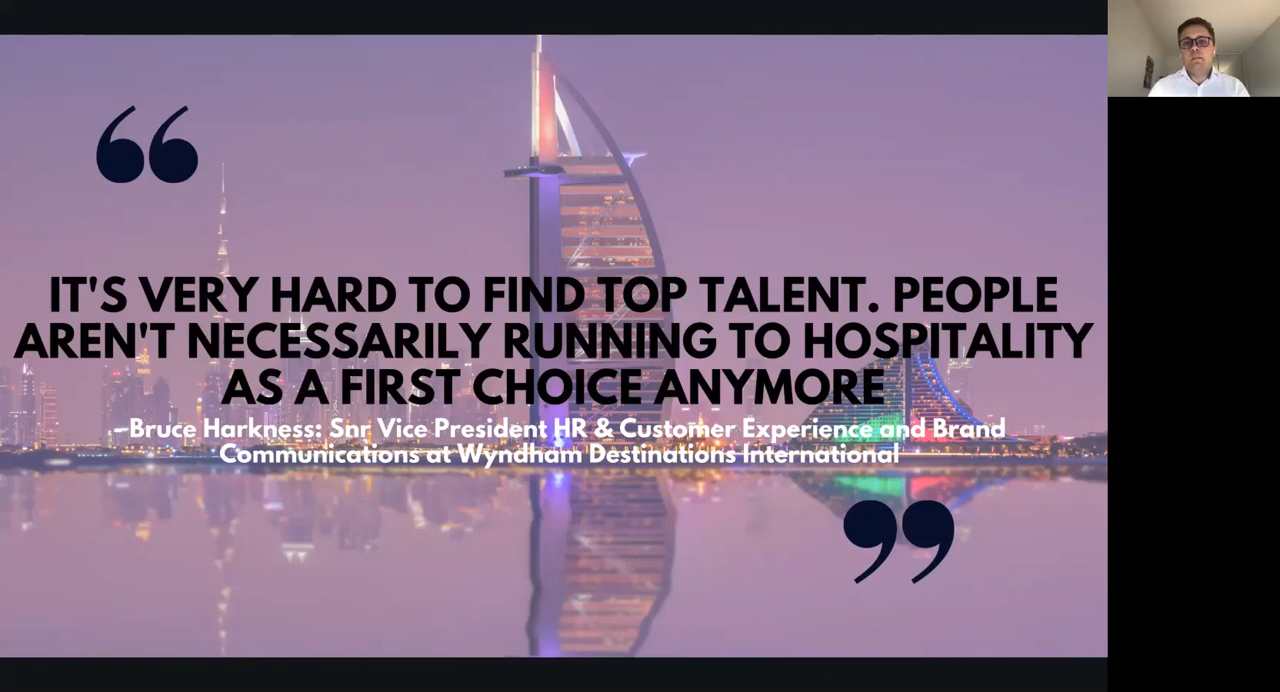 “
IT'S VERY HARD TO FIND TOP TALENT. PEOPLE
AREN'T NECESSARILY RUNNING TO HOSPITALITY
AS A FIRST CHOICE ANYMORE
-Bruce Harkness: Snr Vice President HR & Customer Experience and Brand
Communications at Wyndham Destinations International
”